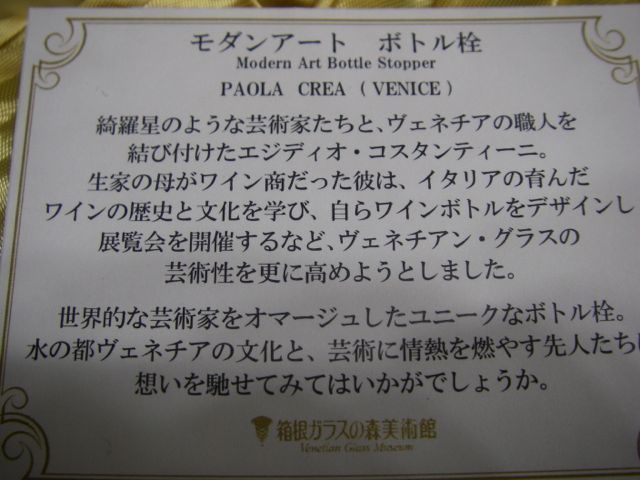 モダンアート　ボトル栓
Modern Art Bottle Stopper
PAOLA CREA (VENICE)
綺羅星のような芸術家たちと、ヴェネチアの職人を
結び付けたエジディオ・コスタンティーニ。
生家の母がワイン商だった彼は、イタリアの育んだ
ワインの歴史と文化を学び、自らワインボトルをデザインし
展覧会を開催するなど、ヴェネチアン・グラスの
芸術性を更に高めようとしました。
世界的な芸術家をオマージュしたユニークなボトル栓。
水の都ヴェネチアの文化と、芸術に情熱を燃やす先人たち
想いを馳せてみてはいかがでしょうか。
箱根ガラスの森美術館
Venetian Glass Museum